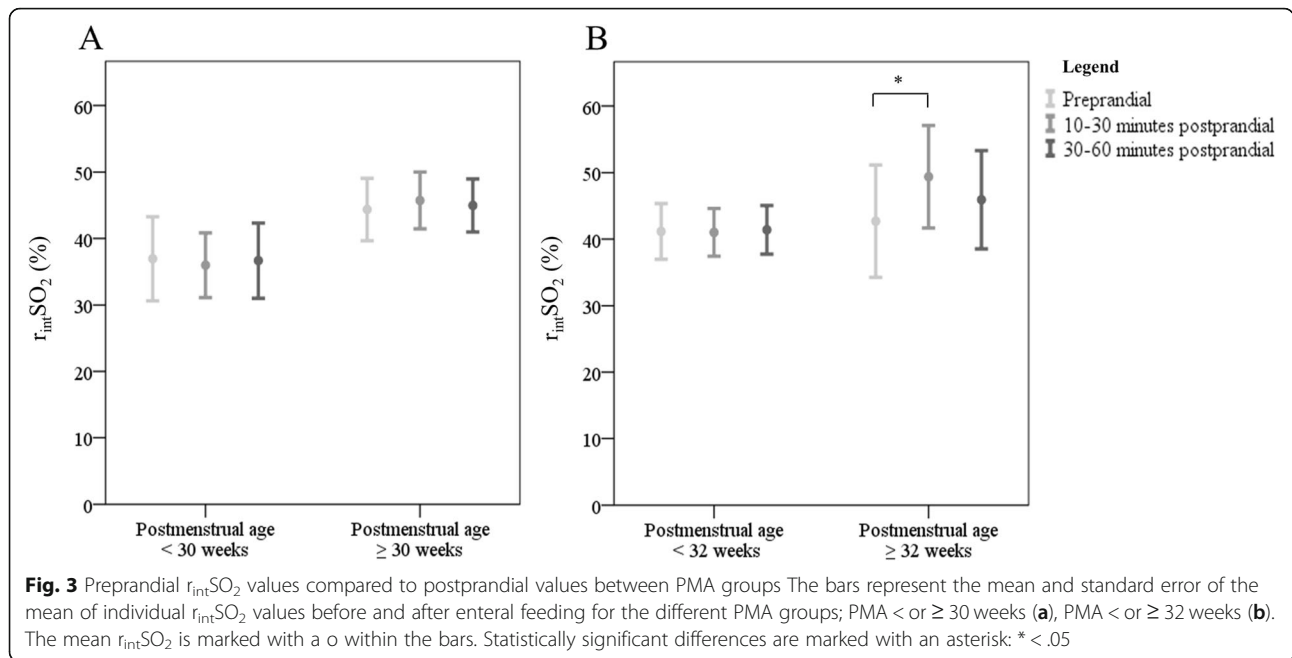 A
B
Legend
Preprandial
10-30 minutes postprandial
30-60 minutes postprandial
*
60
50
40
30
20
10
0
rintSO2 (%)
Postmenstrual age
< 30 weeks
Postmenstrual age
≥ 30 weeks
60
50
40
30
20
10
0
rintSO2 (%)
Postmenstrual age
< 32 weeks
Postmenstrual age
≥ 32 weeks
Fig. 3 Preprandial rintSO2 values compared to postprandial values between PMA groups The bars represent the mean and standard error of the
mean of individual rintSO2 values before and after enteral feeding for the different PMA groups; PMA < or ≥ 30 weeks (a), PMA < or ≥ 32 weeks (b).
The mean rintSO2 is marked with a o within the bars. Statistically significant differences are marked with an asterisk: * < .05